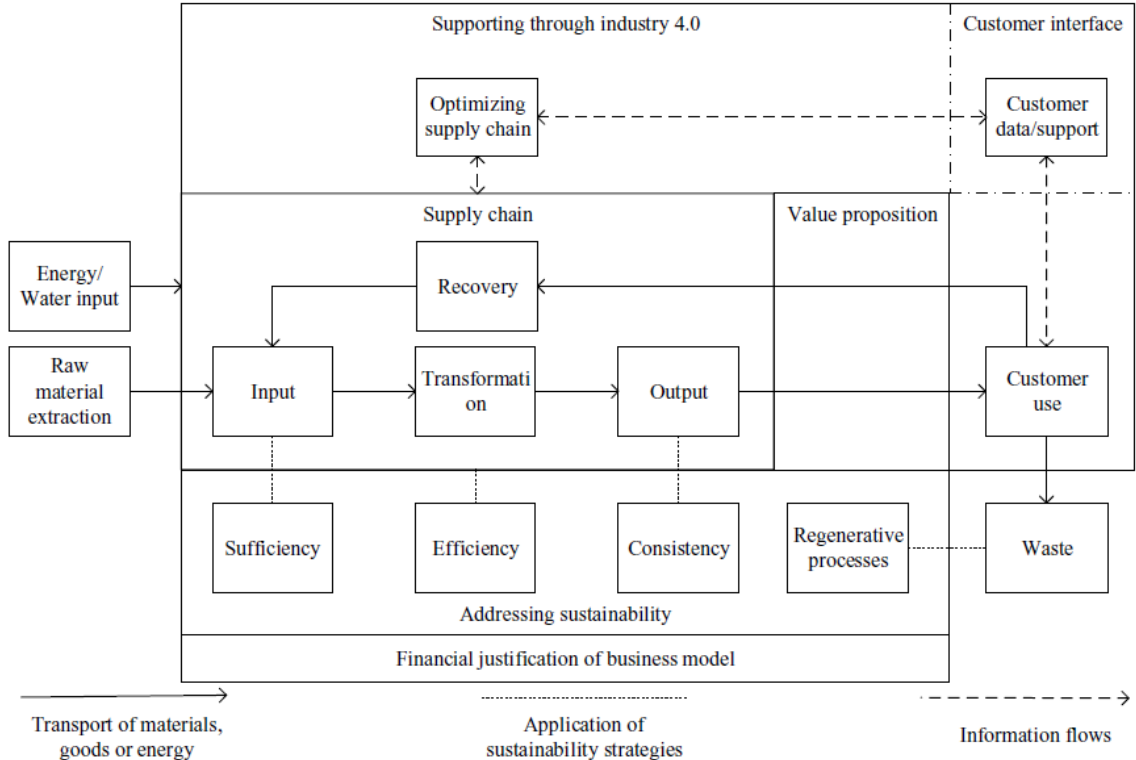 Supporting through industry 4.0
Customer interface
Optimizing
supply chain
Customer
data/support
Supply chain
Value proposition
Energy/
Water input
Recovery
Raw
material
extraction
Input
Transformati
on
Output
Customer
use
Sufficiency
Efficiency
Consistency
Regenerative
processes
Waste
Addressing sustainability
Financial justification of business model
Transport of materials,
goods or energy
Application of
sustainability strategies
Information flows